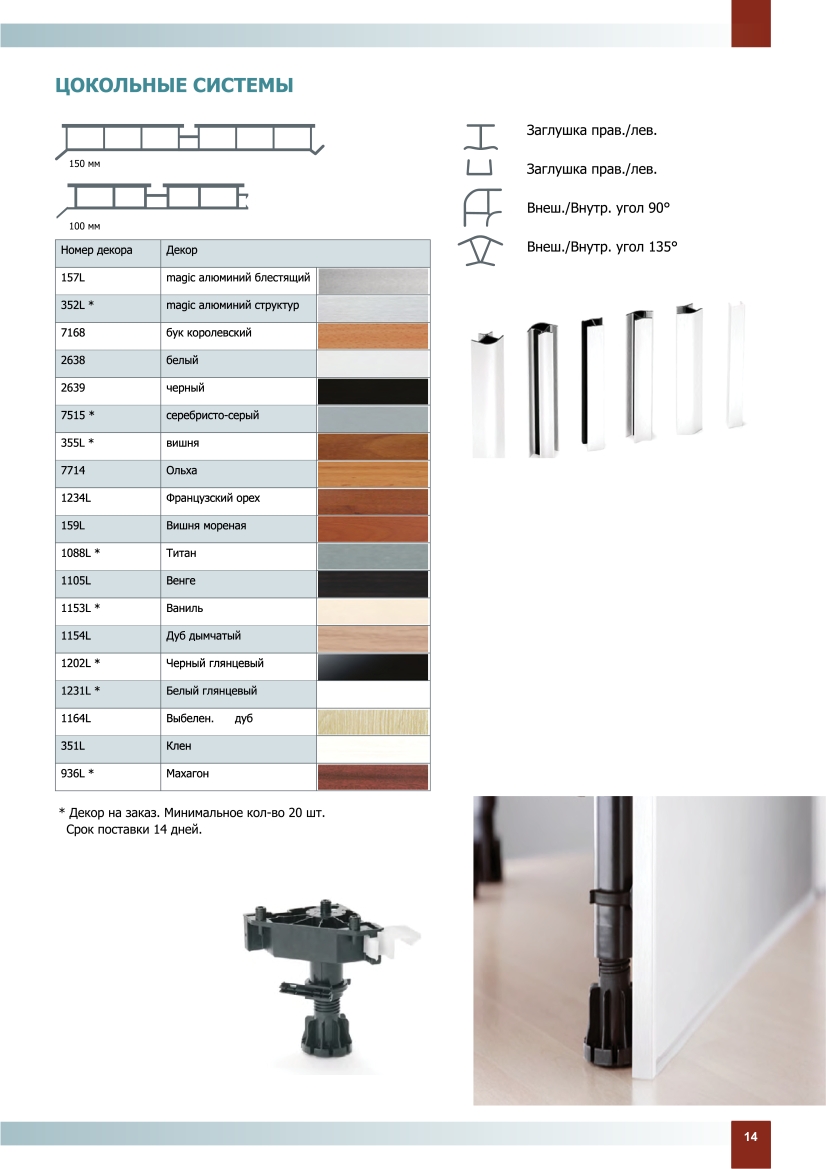 ЦОКОЛЬНЫЕ СИСТЕМЫ
150 мм
100 мм
Заглушка прав./лев.
Заглушка прав./лев.
Внеш./Внутр. угол 90°
Внеш./Внутр. угол 135°
Номер декора Декор
157L magic алюминий блестящий
352L * magic алюминий структур
7168 бук королевский
2638 белый
2639 черный
7515 * серебристо-серый
355L * вишня
7714 Ольха
1234L Французский орех
159L Вишня мореная
1088L * Титан
1105L Венге
1153L * Ваниль
1154L Дуб дымчатый
1202L * Черный глянцевый
1231L * Белый глянцевый
1164L Выбелен. дуб
351L Клен
936L * Махагон
* Декор на заказ. Минимальное кол-во 20 шт.
Срок поставки 14 дней.
14